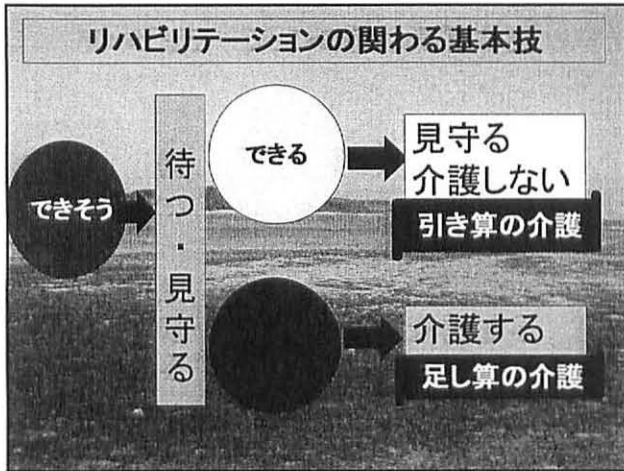 リハビリテーションの関わる基本技
できそう
待つ・見守る
できる
見守る
介護しない
引き算の介護
介護する
足し算の介護